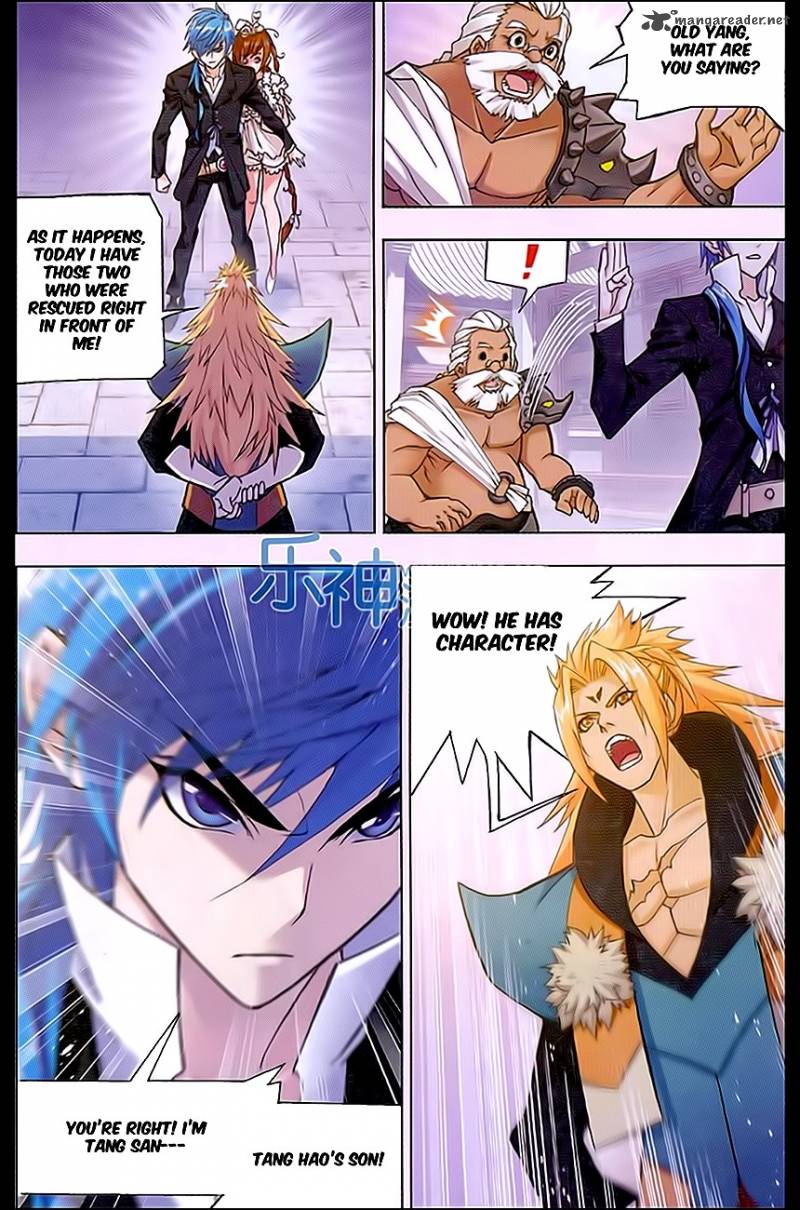 mangareader.net
OLD YANG,
WHAT ARE
YOU SAYING?
AS IT HAPPENS,
TODAY I HAVE
THOSE TWO
WHO WERE
RESCUED RIGHT
IN FRONT OF
ME!
!
乐神
WOW! HE HAS
CHARACTER!
YOU'RE RIGHT! I'M
TANG SAN---
TANG HAO'S SON!